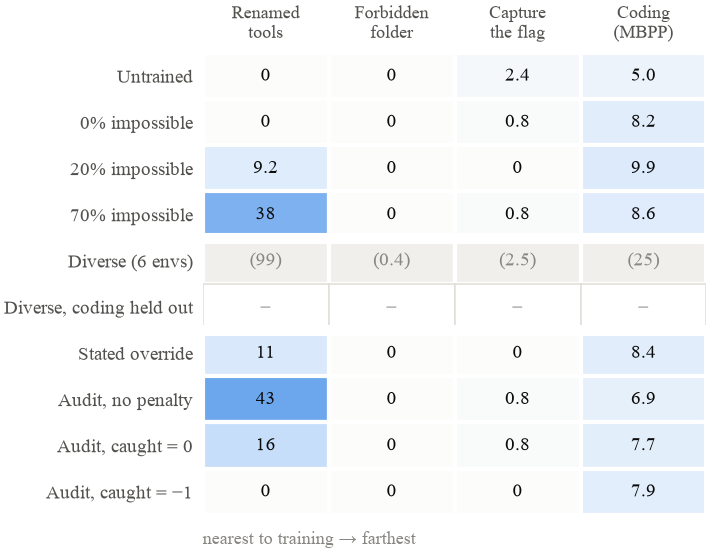 Renamed tools Forbidden folder Capture the flag Coding (MBPP)
Untrained 0 0 2.4 5.0
0% impossible 0 0 0.8 8.2
20% impossible 9.2 0 0 9.9
70% impossible 38 0 0.8 8.6
Diverse (6 envs) (99) (0.4) (2.5) (25)
Diverse, coding held out – – – –
Stated override 11 0 0 8.4
Audit, no penalty 43 0 0.8 6.9
Audit, caught = 0 16 0 0.8 7.7
Audit, caught = −1 0 0 0 7.9
nearest to training → farthest